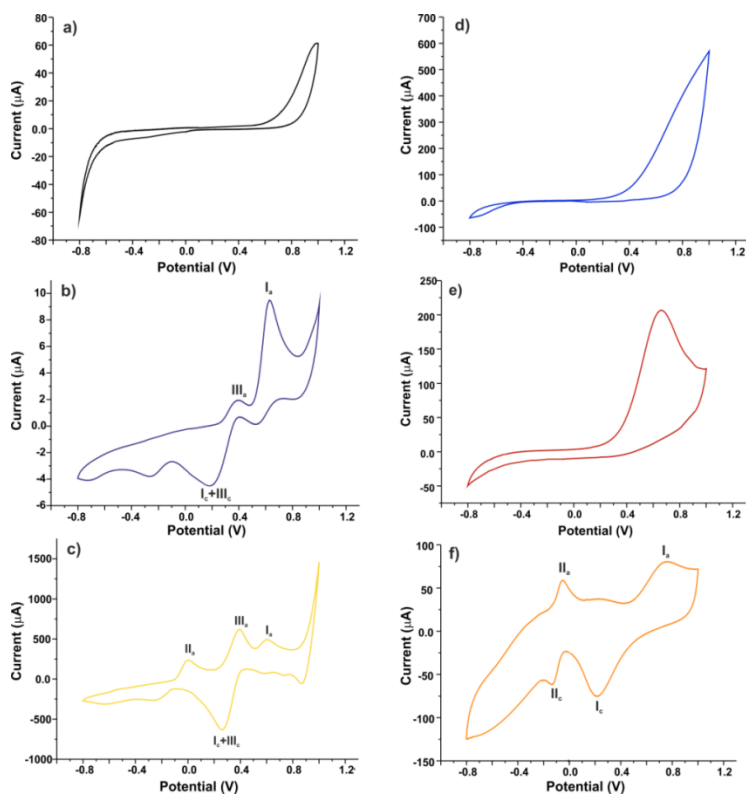 a)
80
60
40
20
0.0
-20
-40
-60
-80
Current (μA)
-0.8 -0.4 0.0 0.4 0.8 1.2
Potential (V)
b)
10
8
6
4
2
0.0
-2
-4
-6
Current (μA)
Ia
IIIa
Ic+IIIc
-0.8 -0.4 0.0 0.4 0.8 1.2
Potential (V)
c)
1500
1000
500
0.0
-500
-1000
Current (μA)
IIa
IIIa
Ia
Ic+IIIc
-0.8 -0.4 0.0 0.4 0.8 1.2
Potential (V)
d)
700
600
500
400
300
200
100
0.0
-100
Current (μA)
-0.8 -0.4 0.0 0.4 0.8 1.2
Potential (V)
e)
250
200
150
100
50
0.0
-50
Current (μA)
-0.8 -0.4 0.0 0.4 0.8 1.2
Potential (V)
f)
100
50
0.0
-50
-100
-150
Current (μA)
IIa
Ia
IIc
Ic
-0.8 -0.4 0.0 0.4 0.8 1.2
Potential (V)